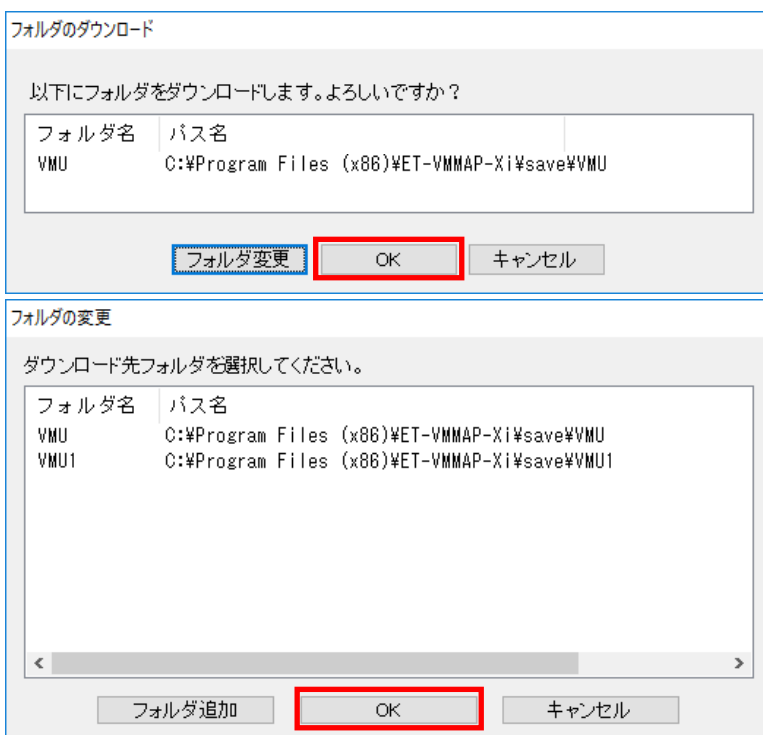 フォルダのダウンロード
以下にフォルダをダウンロードします。よろしいですか？
フォルダ名 パス名
VMU C:¥Program Files (x86)¥ET-VMMAP-Xi¥save¥VMU
フォルダ変更 OK キャンセル
フォルダの変更
ダウンロード先フォルダを選択してください。
フォルダ名 パス名
VMU C:¥Program Files (x86)¥ET-VMMAP-Xi¥save¥VMU
VMU1 C:¥Program Files (x86)¥ET-VMMAP-Xi¥save¥VMU1
フォルダ追加 OK キャンセル